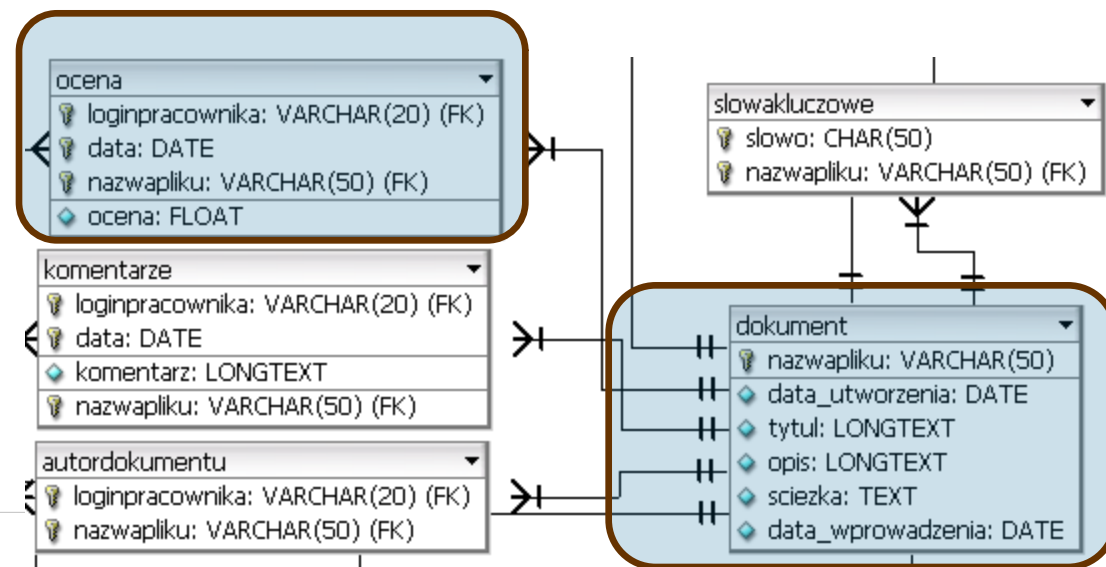 ocena
loginpracownika: VARCHAR(20) (FK)
data: DATE
nazwapliku: VARCHAR(50) (FK)
ocena: FLOAT
komentarze
loginpracownika: VARCHAR(20) (FK)
data: DATE
komentarz: LONGTEXT
nazwapliku: VARCHAR(50) (FK)
autordokumentu
loginpracownika: VARCHAR(20) (FK)
nazwapliku: VARCHAR(50) (FK)
slowakluczowe
slowo: CHAR(50)
nazwapliku: VARCHAR(50) (FK)
dokument
nazwapliku: VARCHAR(50)
data_utworzenia: DATE
tytul: LONGTEXT
opis: LONGTEXT
sciezka: TEXT
data_wprowadzenia: DATE